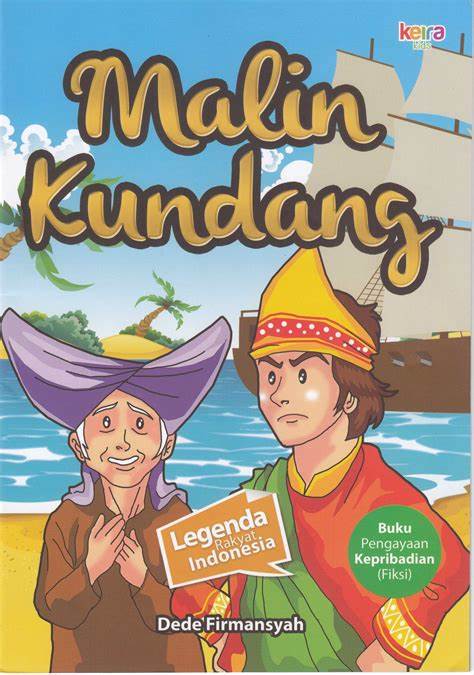 keira
kids
Malin
Kundang
Legenda
Rakyat
Indonesia
Buku
Pengayaan
Kepribadian
(Fiksi)
Dede Firmansyah